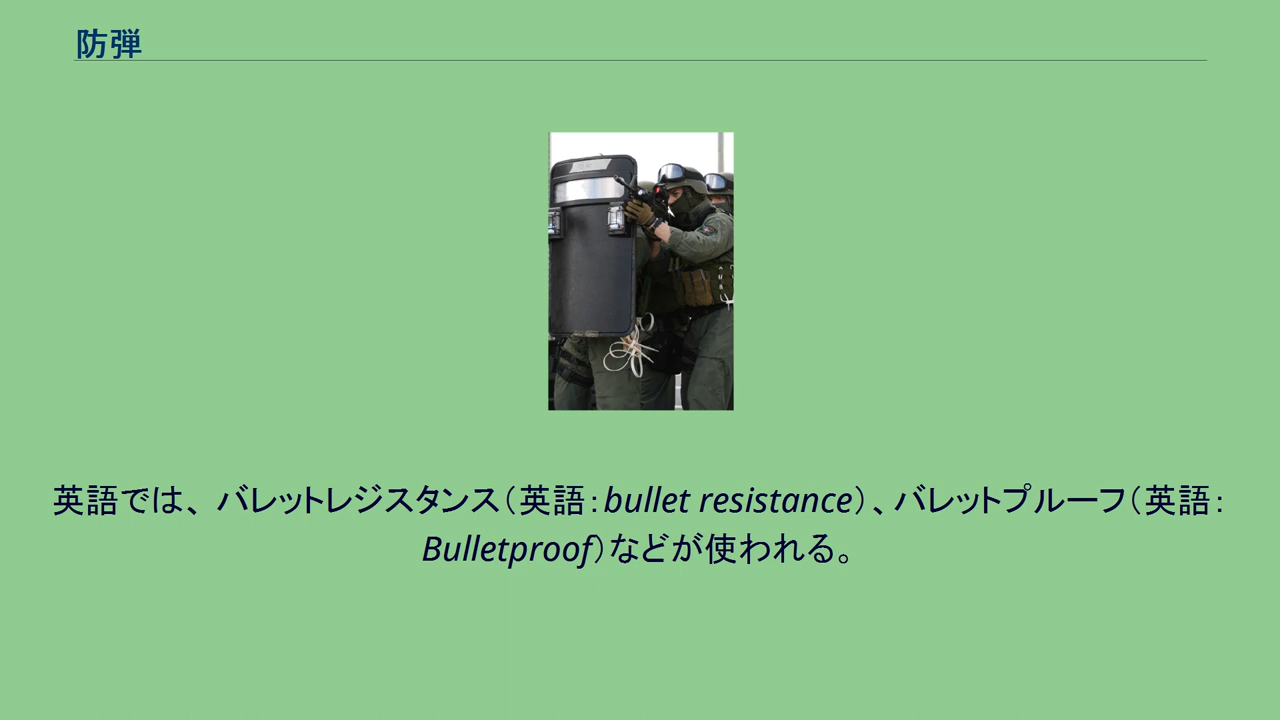 防弾
英語では、バレットレジスタンス（英語：bullet resistance）、バレットプルーフ（英語：
Bulletproof）などが使われる。